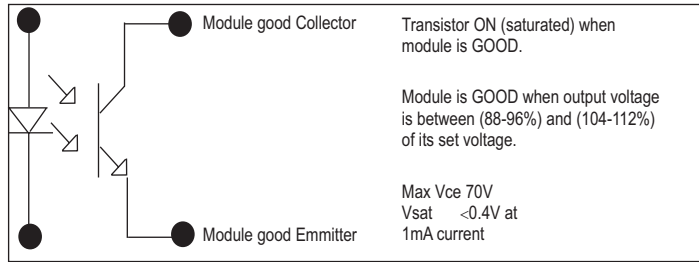 Module good Collector
Transistor ON (saturated) when
module is GOOD.
Module is GOOD when output voltage
is between (88-96%) and (104-112%)
of its set voltage.
Max Vce 70V
Vsat <0.4V at
1mA current
Module good Emmitter